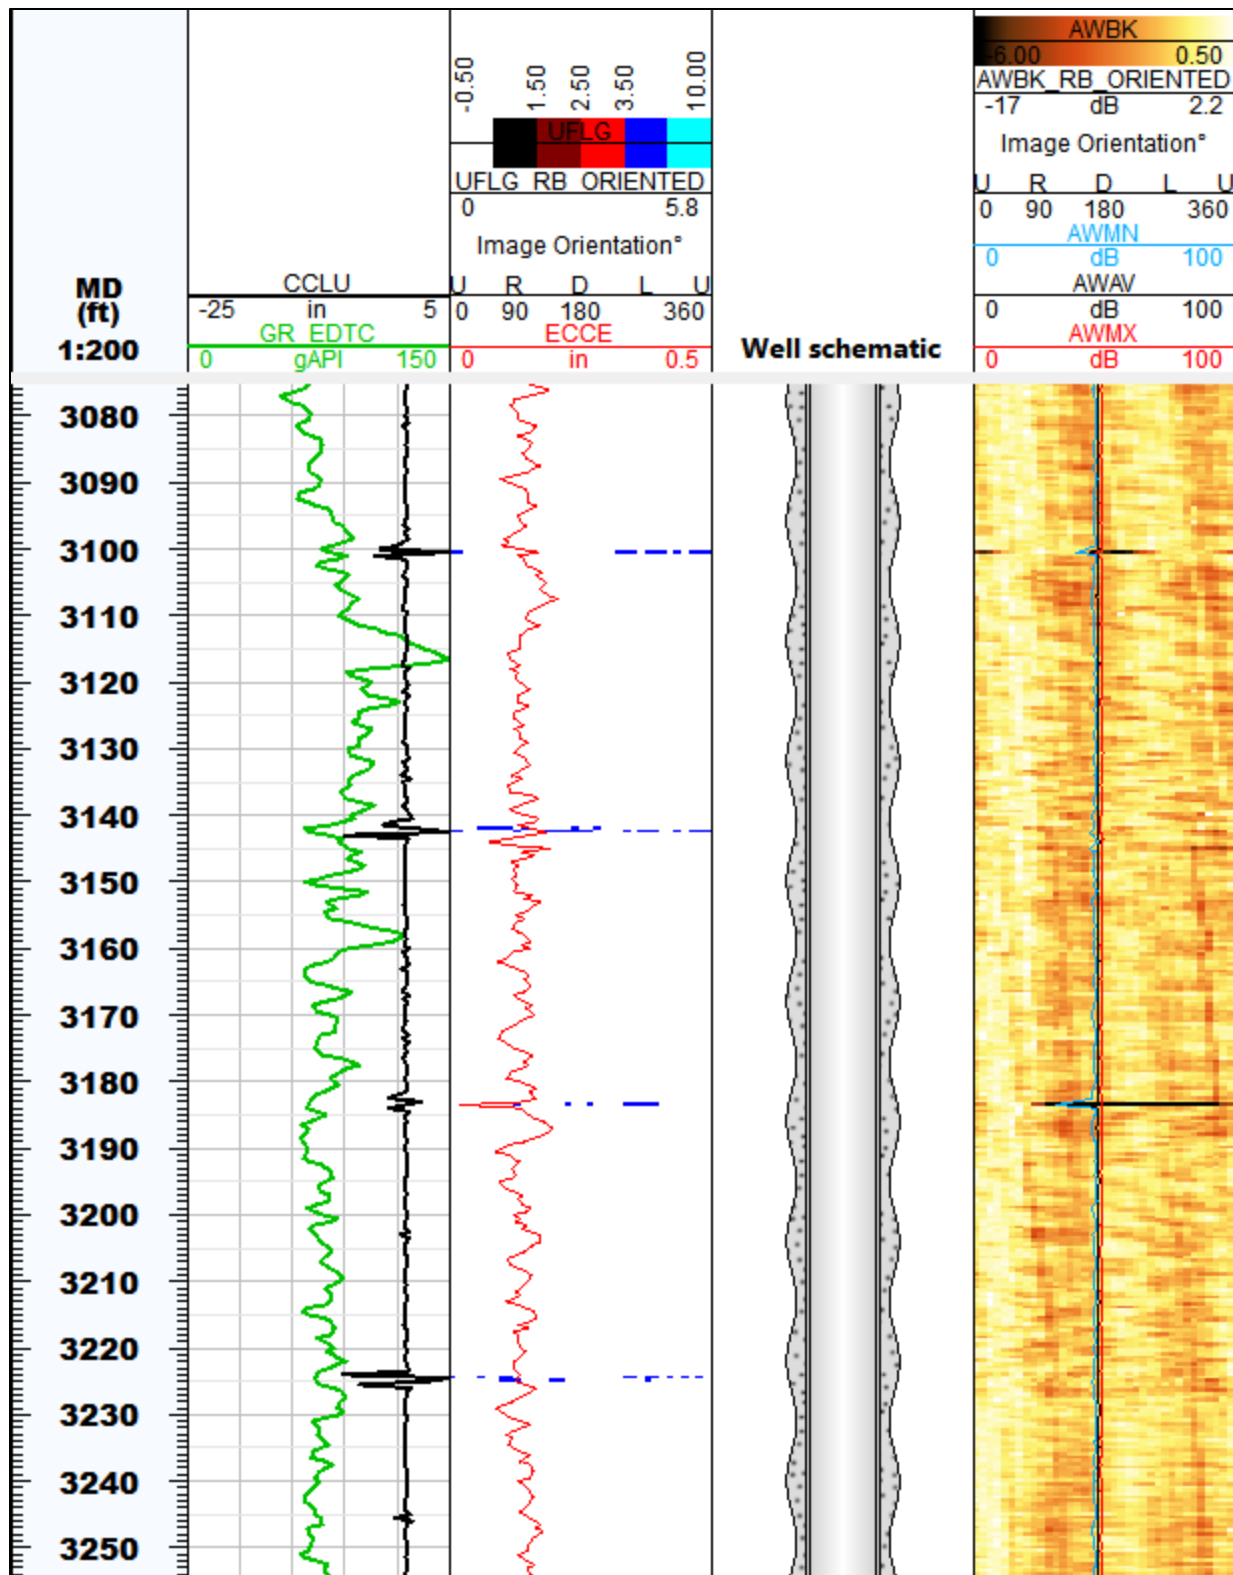 MD
(ft)
1:200
CCLU
-25 in 5
GR_EDTC
0 gAPI 150
-0.50 1.50 2.50 3.50 10.00
UFLG
UFLG_RB_ORIENTED
0 5.8
Image Orientation°
U R D L U
0 90 180 360
ECCE
0 in 0.5
Well schematic
AWBK
-6.00 0.50
AWBK_RB_ORIENTED
-17 dB 2.2
Image Orientation°
U R D L U
0 90 180 360
AWMN
0 dB 100
AWAV
0 dB 100
AWMX
0 dB 100
3080
3090
3100
3110
3120
3130
3140
3150
3160
3170
3180
3190
3200
3210
3220
3230
3240
3250